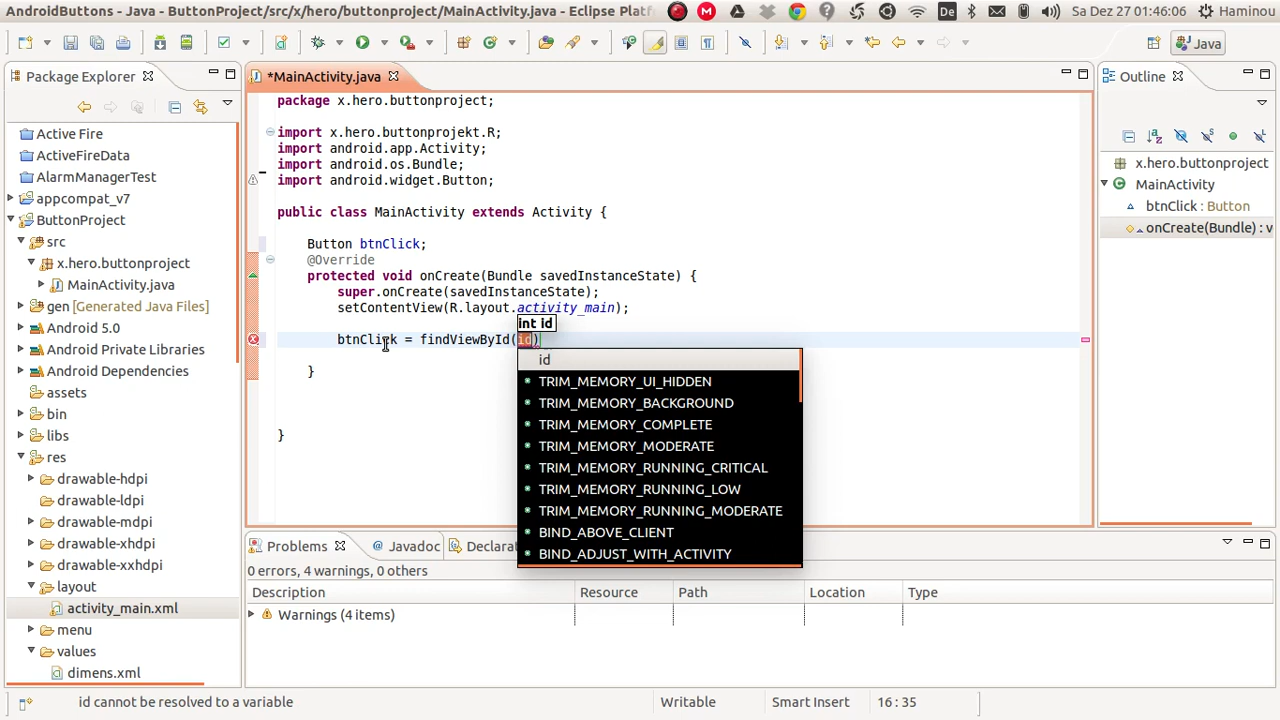 AndroidButtons - Java - ButtonProject/src/x/hero/buttonproject/MainActivity.java - Eclipse Platf
De
Sa Dez 27 01:46:06
Haninou
Java
Package Explorer
*MainActivity.java
Outline
Active Fire
ActiveFireData
AlarmManagerTest
appcompat_v7
ButtonProject
src
x.hero.buttonproject
MainActivity.java
gen [Generated Java Files]
Android 5.0
Android Private Libraries
Android Dependencies
assets
bin
libs
res
drawable-hdpi
drawable-ldpi
drawable-mdpi
drawable-xhdpi
drawable-xxhdpi
layout
activity_main.xml
menu
values
dimens.xml
package x.hero.buttonproject;
import x.hero.buttonprojekt.R;
import android.app.Activity;
import android.os.Bundle;
import android.widget.Button;
public class MainActivity extends Activity {
Button btnClick;
@Override
protected void onCreate(Bundle savedInstanceState) {
super.onCreate(savedInstanceState);
setContentView(R.layout.activity_main);
int id
btnClick = findViewById(id)
}
}
id
TRIM_MEMORY_UI_HIDDEN
TRIM_MEMORY_BACKGROUND
TRIM_MEMORY_COMPLETE
TRIM_MEMORY_MODERATE
TRIM_MEMORY_RUNNING_CRITICAL
TRIM_MEMORY_RUNNING_LOW
TRIM_MEMORY_RUNNING_MODERATE
BIND_ABOVE_CLIENT
BIND_ADJUST_WITH_ACTIVITY
x.hero.buttonproject
MainActivity
btnClick : Button
onCreate(Bundle) : v
Problems
@ Javadoc
Declarat
0 errors, 4 warnings, 0 others
Description
Resource
Path
Location
Type
Warnings (4 items)
id cannot be resolved to a variable
Writable
Smart Insert
16 : 35